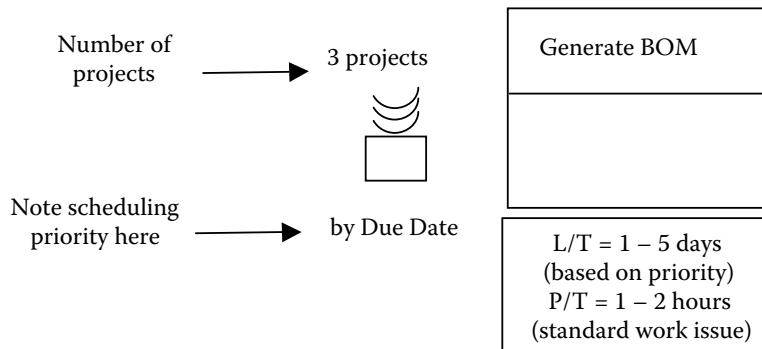 Number of
projects
3 projects
Generate BOM
Note scheduling
priority here
by Due Date
L/T = 1 – 5 days
(based on priority)
P/T = 1 – 2 hours
(standard work issue)